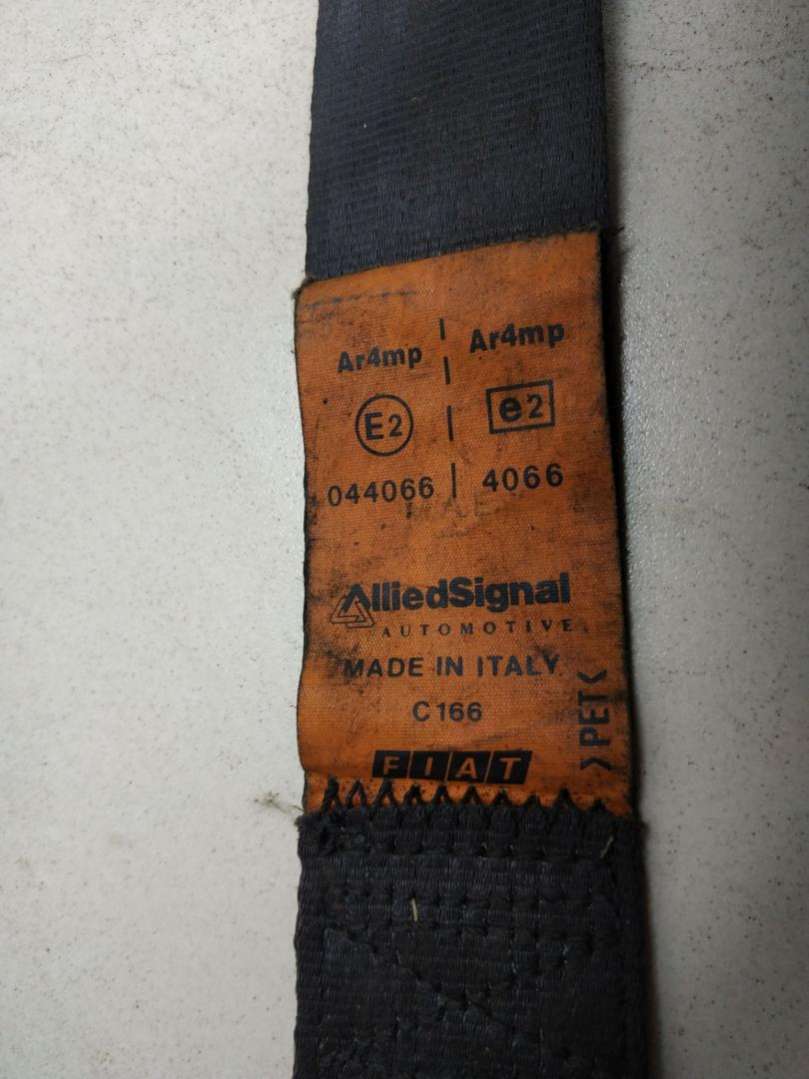 Ar4mp Ar4mp
E2 e2
044066 4066
AlliedSignal
AUTOMOTIVE
MADE IN ITALY
C166
>PET<
FIAT